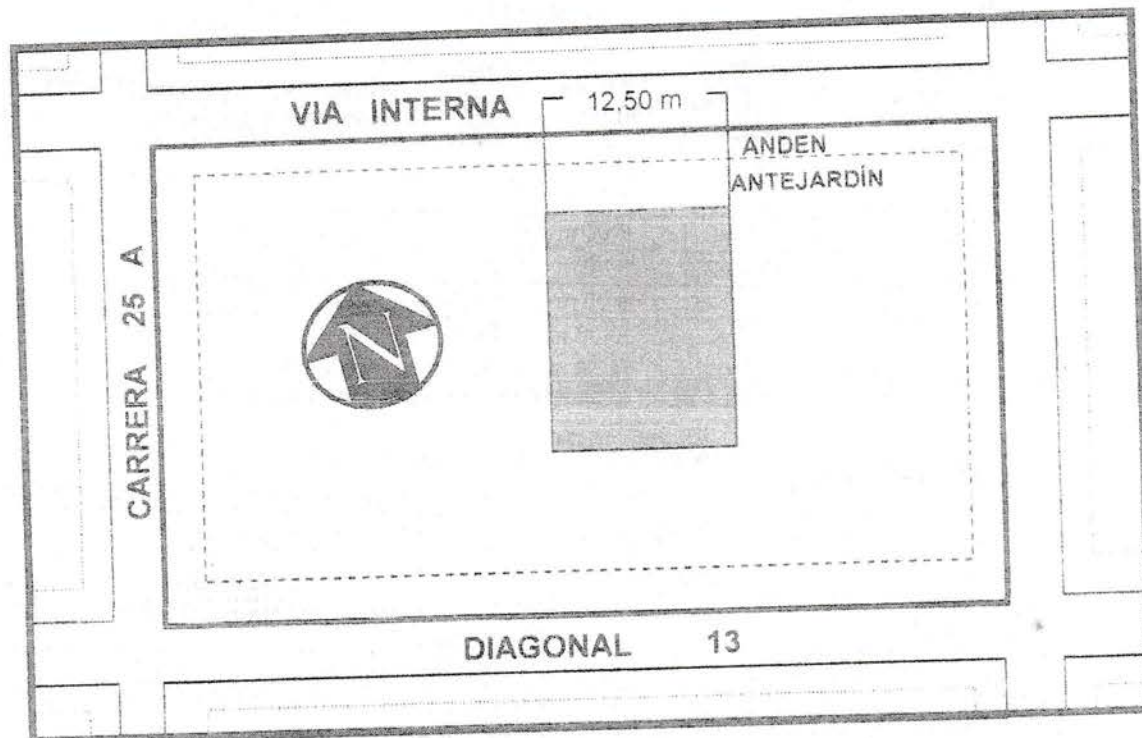 VIA INTERNA
12,50 m
ANDEN
ANTEJARDÍN
CARRERA 25 A
N
DIAGONAL 13